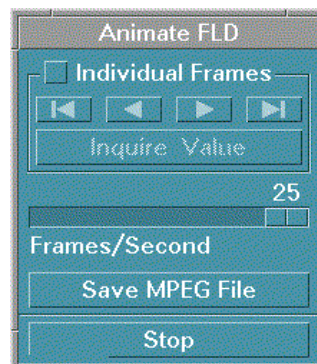 Animate FLD
Individual Frames
Inquire Value
25
Frames/Second
Save MPEG File
Stop